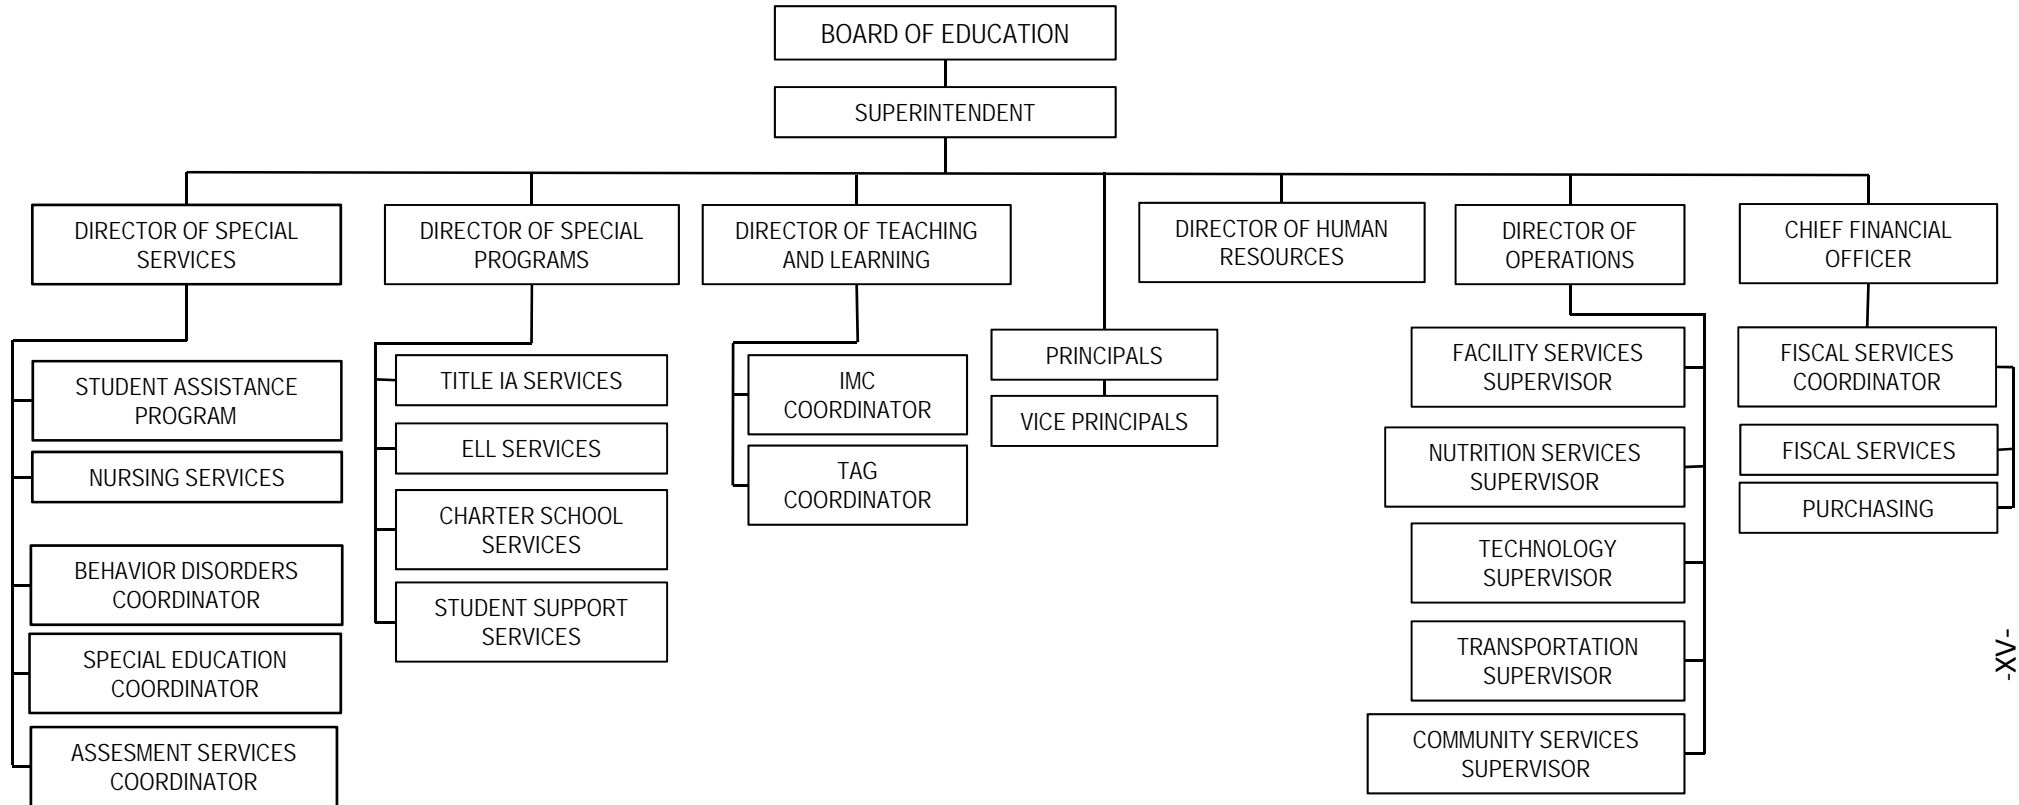 BOARD OF EDUCATION
SUPERINTENDENT
DIRECTOR OF SPECIAL
SERVICES
DIRECTOR OF SPECIAL
PROGRAMS
DIRECTOR OF TEACHING
AND LEARNING
DIRECTOR OF HUMAN
RESOURCES
DIRECTOR OF
OPERATIONS
CHIEF FINANCIAL
OFFICER
STUDENT ASSISTANCE
PROGRAM
NURSING SERVICES
BEHAVIOR DISORDERS
COORDINATOR
SPECIAL EDUCATION
COORDINATOR
ASSESMENT SERVICES
COORDINATOR
TITLE IA SERVICES
ELL SERVICES
CHARTER SCHOOL
SERVICES
STUDENT SUPPORT
SERVICES
IMC
COORDINATOR
TAG
COORDINATOR
PRINCIPALS
VICE PRINCIPALS
FACILITY SERVICES
SUPERVISOR
NUTRITION SERVICES
SUPERVISOR
TECHNOLOGY
SUPERVISOR
TRANSPORTATION
SUPERVISOR
COMMUNITY SERVICES
SUPERVISOR
FISCAL SERVICES
COORDINATOR
FISCAL SERVICES
PURCHASING
-XV-